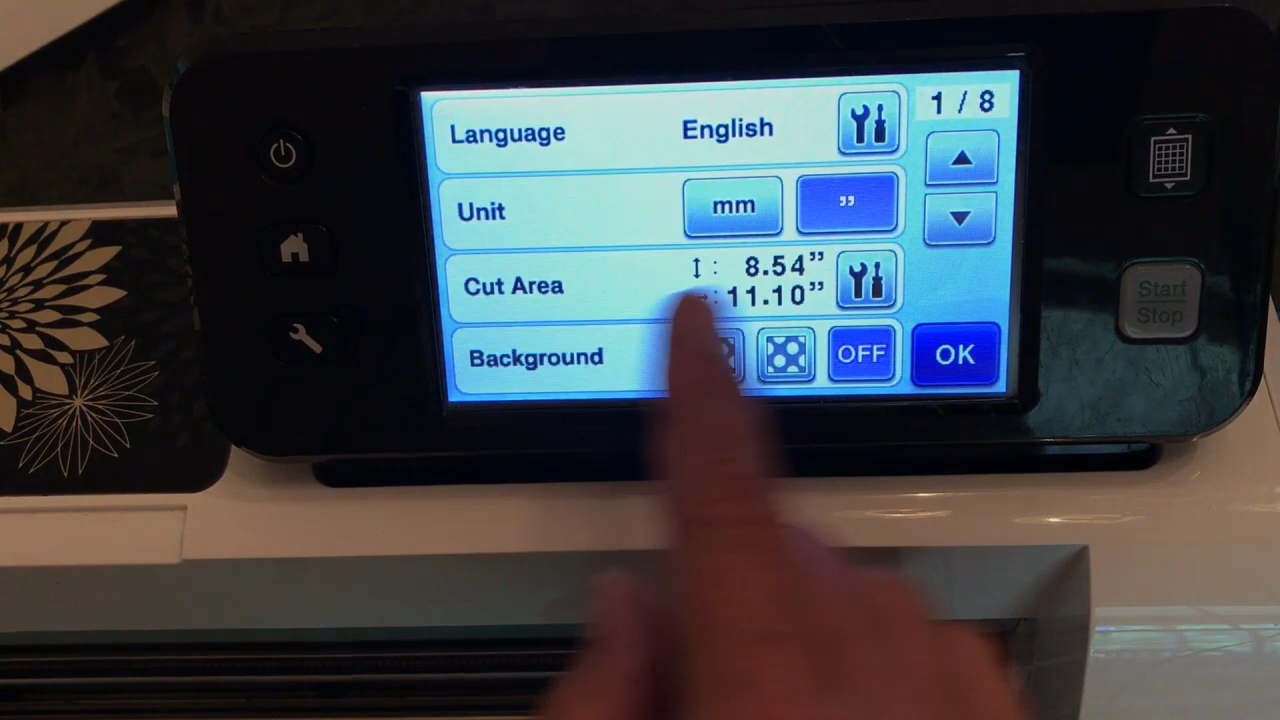 Language English
1 / 8
Unit mm ”
Cut Area
: 8.54”
: 11.10”
Background OFF OK
Start
Stop